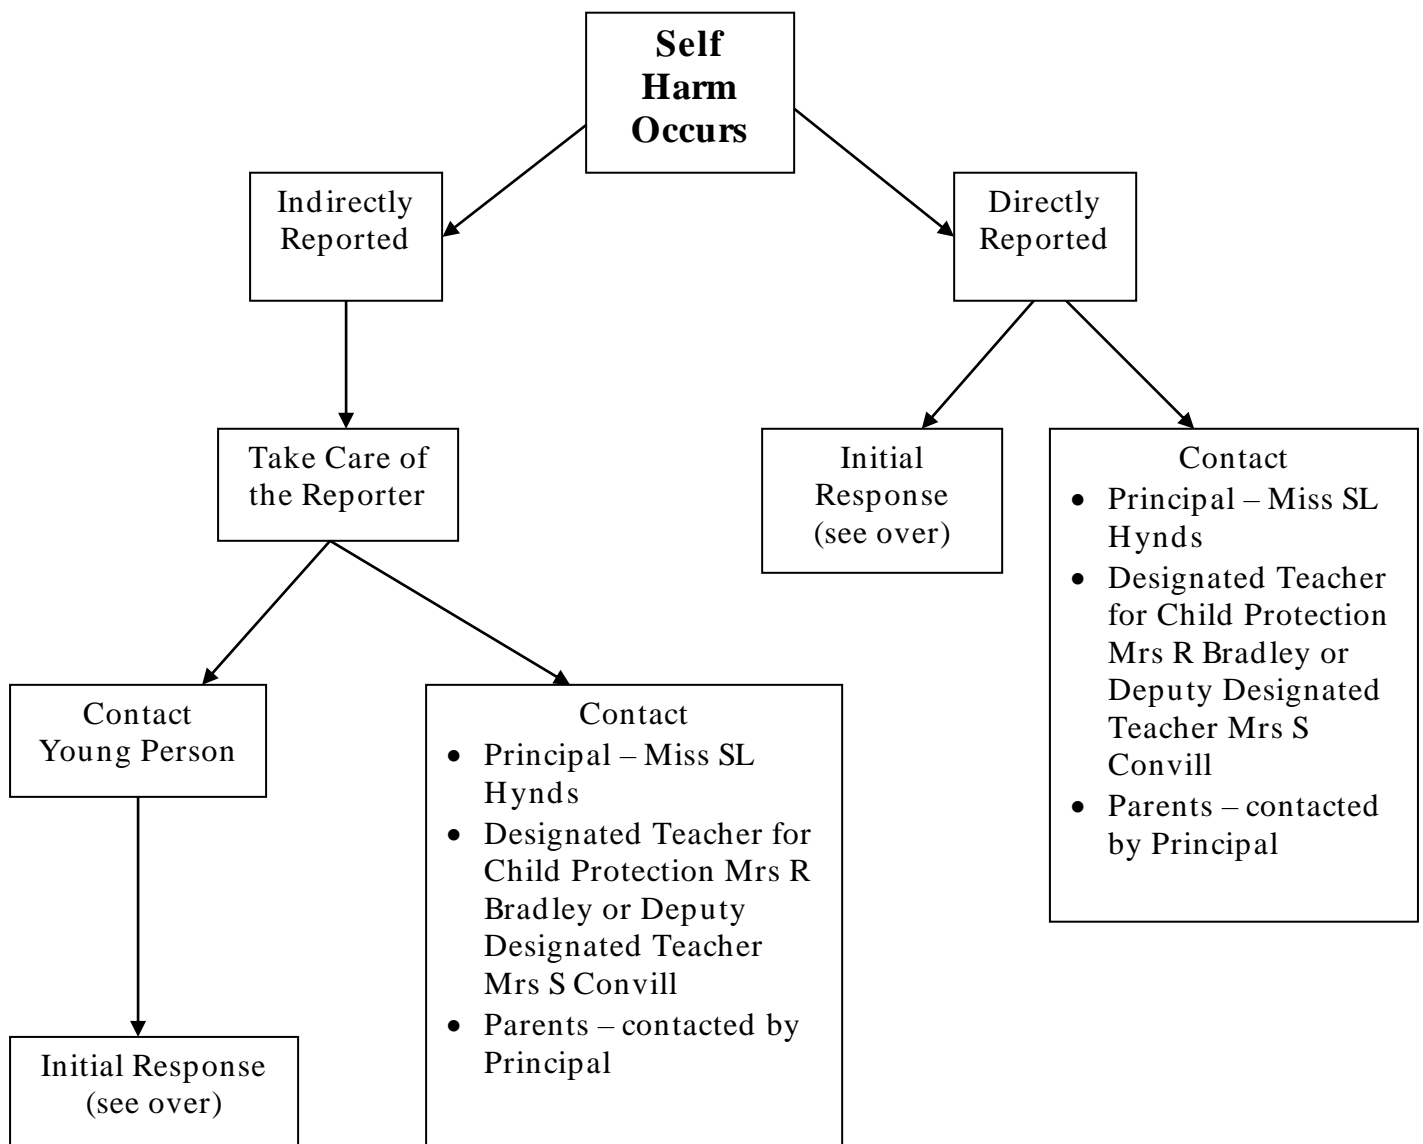 Self
Harm
Occurs
Indirectly
Reported
Directly
Reported
Take Care of
the Reporter
Initial
Response
(see over)
Contact
• Principal – Miss SL
Hynds
• Designated Teacher
for Child Protection
Mrs R Bradley or
Deputy Designated
Teacher Mrs S
Convill
• Parents – contacted
by Principal
Contact
Young Person
Contact
• Principal – Miss SL
Hynds
• Designated Teacher for
Child Protection Mrs R
Bradley or Deputy
Designated Teacher
Mrs S Convill
• Parents – contacted by
Principal
Initial Response
(see over)